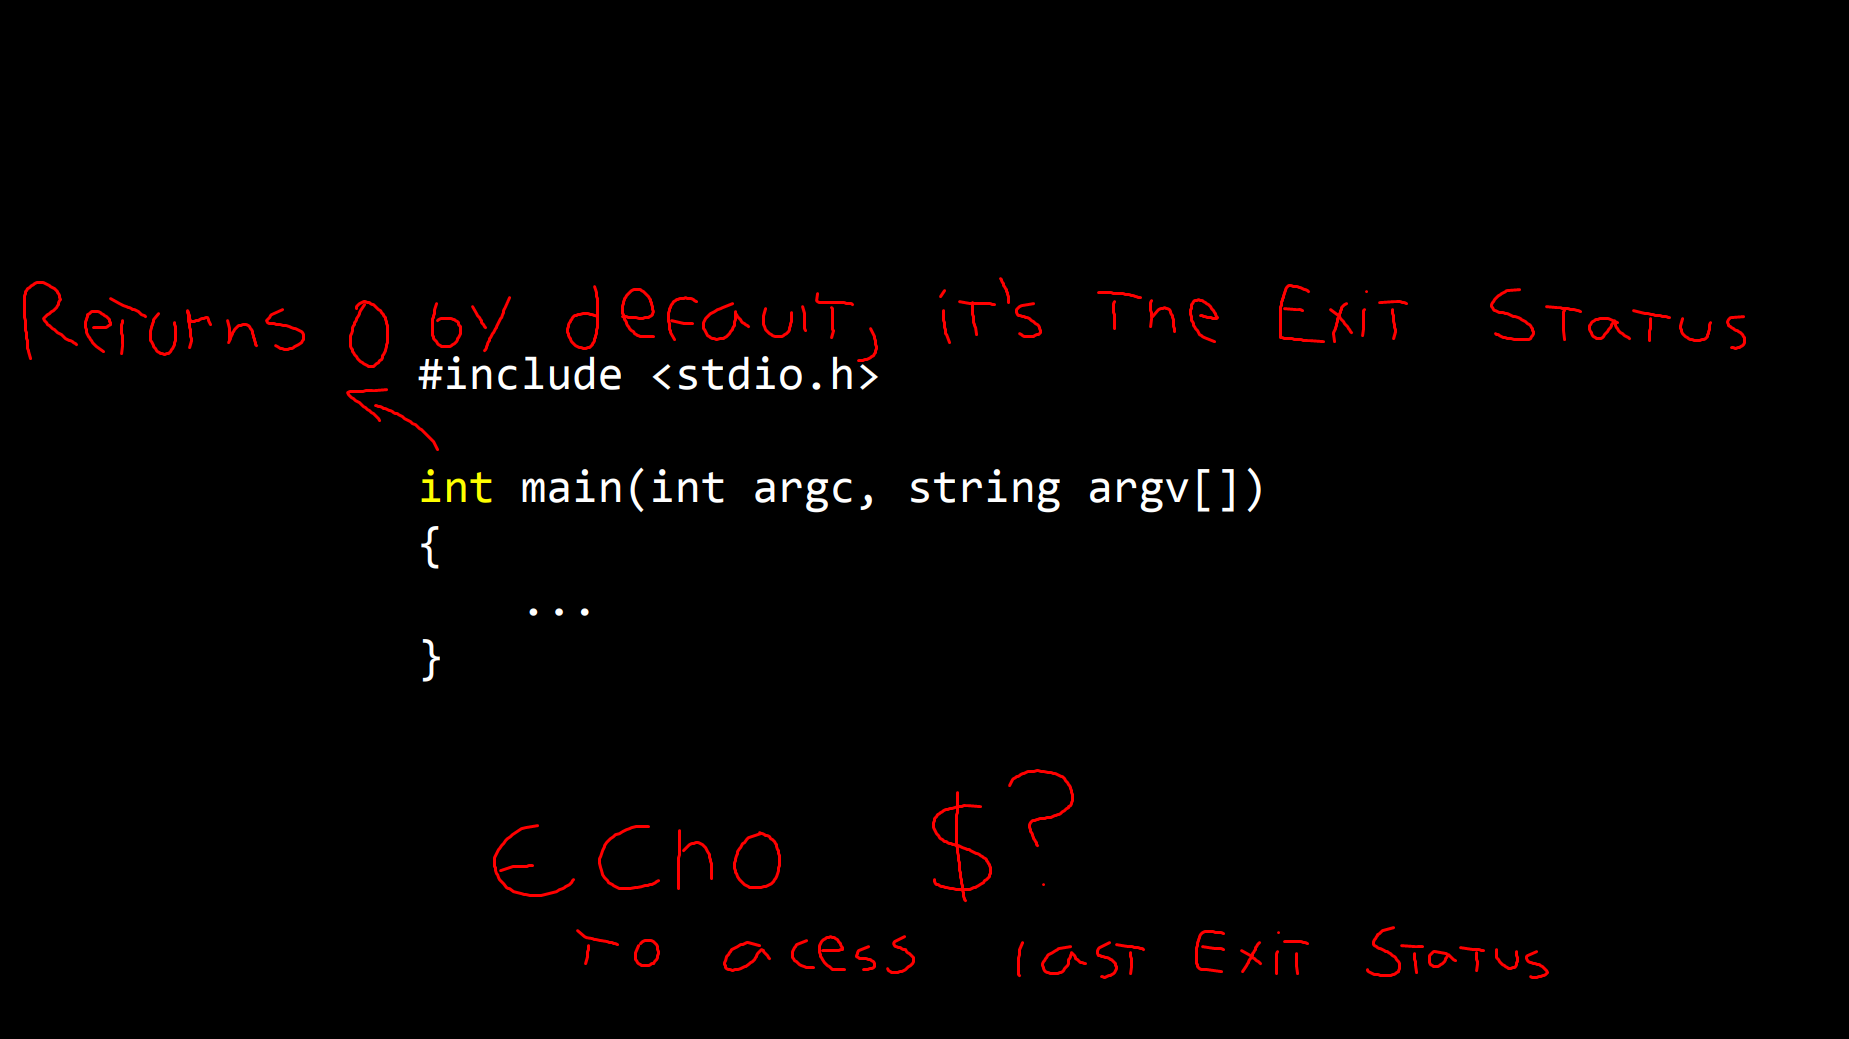 Returns 0 by default, it's the Exit Status
#include <stdio.h>
int main(int argc, string argv[])
{
...
}
Echo $?
To acess last Exit Status